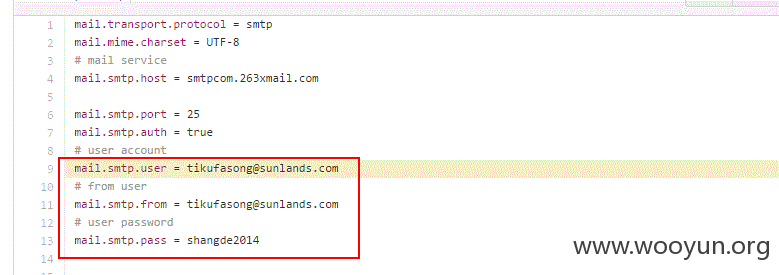 1 mail.transport.protocol = smtp
2 mail.mime.charset = UTF-8
3 # mail service
4 mail.smtp.host = smtpcom.263xmail.com
5
6 mail.smtp.port = 25
7 mail.smtp.auth = true
8 # user account
9 mail.smtp.user = tikufasong@sunlands.com
10 # from user
11 mail.smtp.from = tikufasong@sunlands.com
12 # user password
13 mail.smtp.pass = shangde2014
14
www.wooyun.org